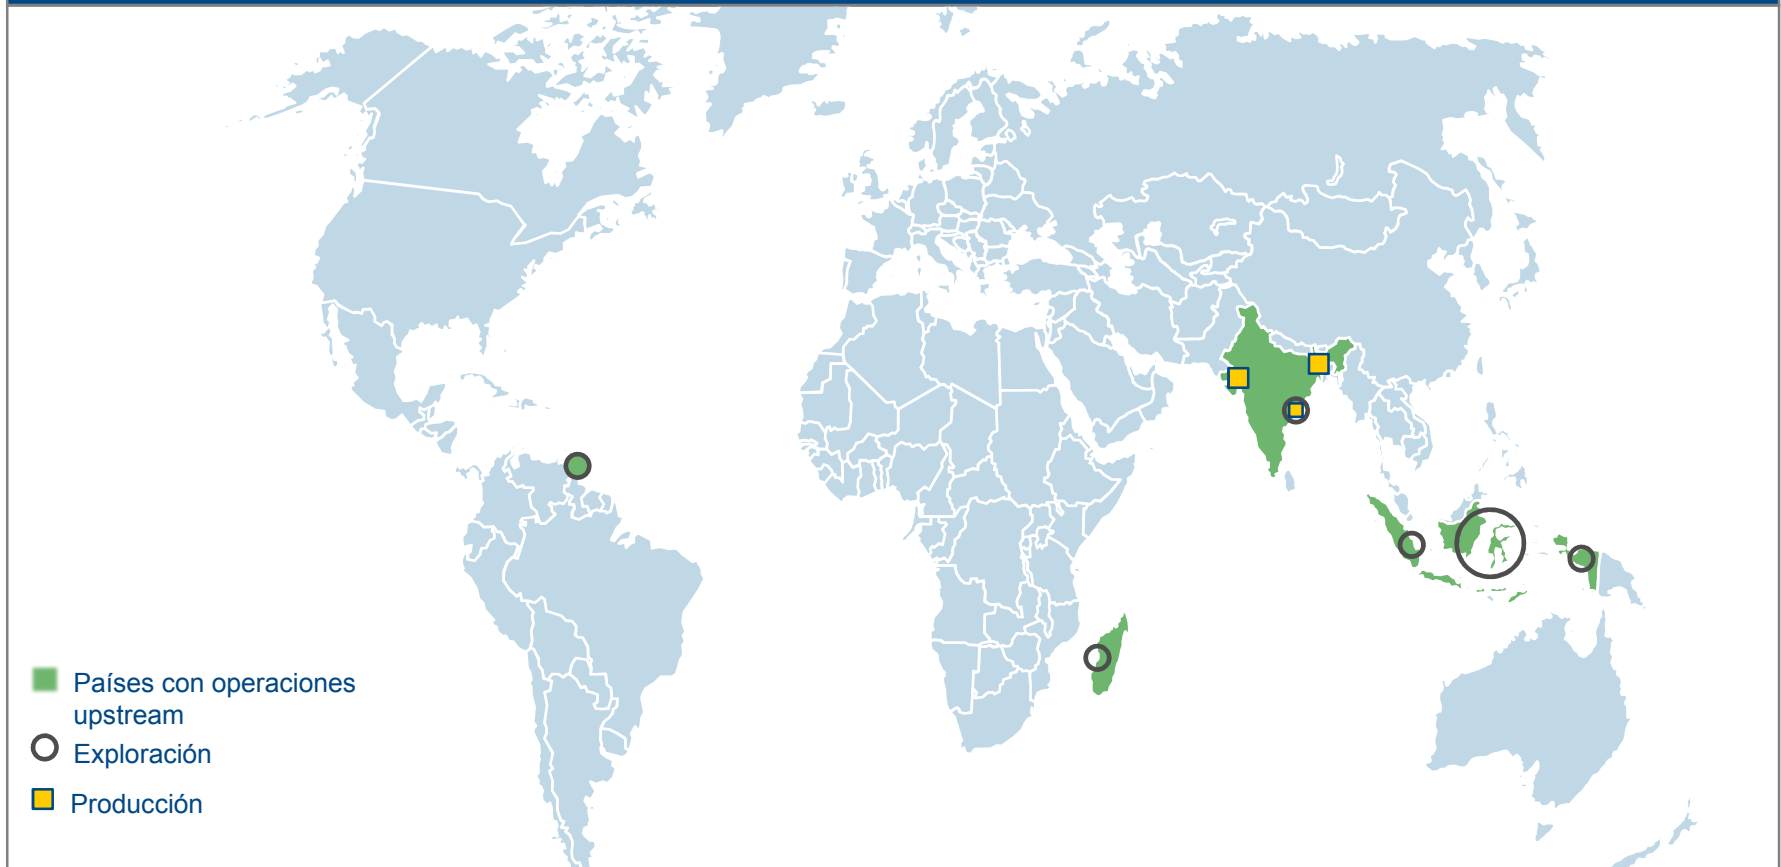 Países con operaciones
upstream
Exploración
Producción